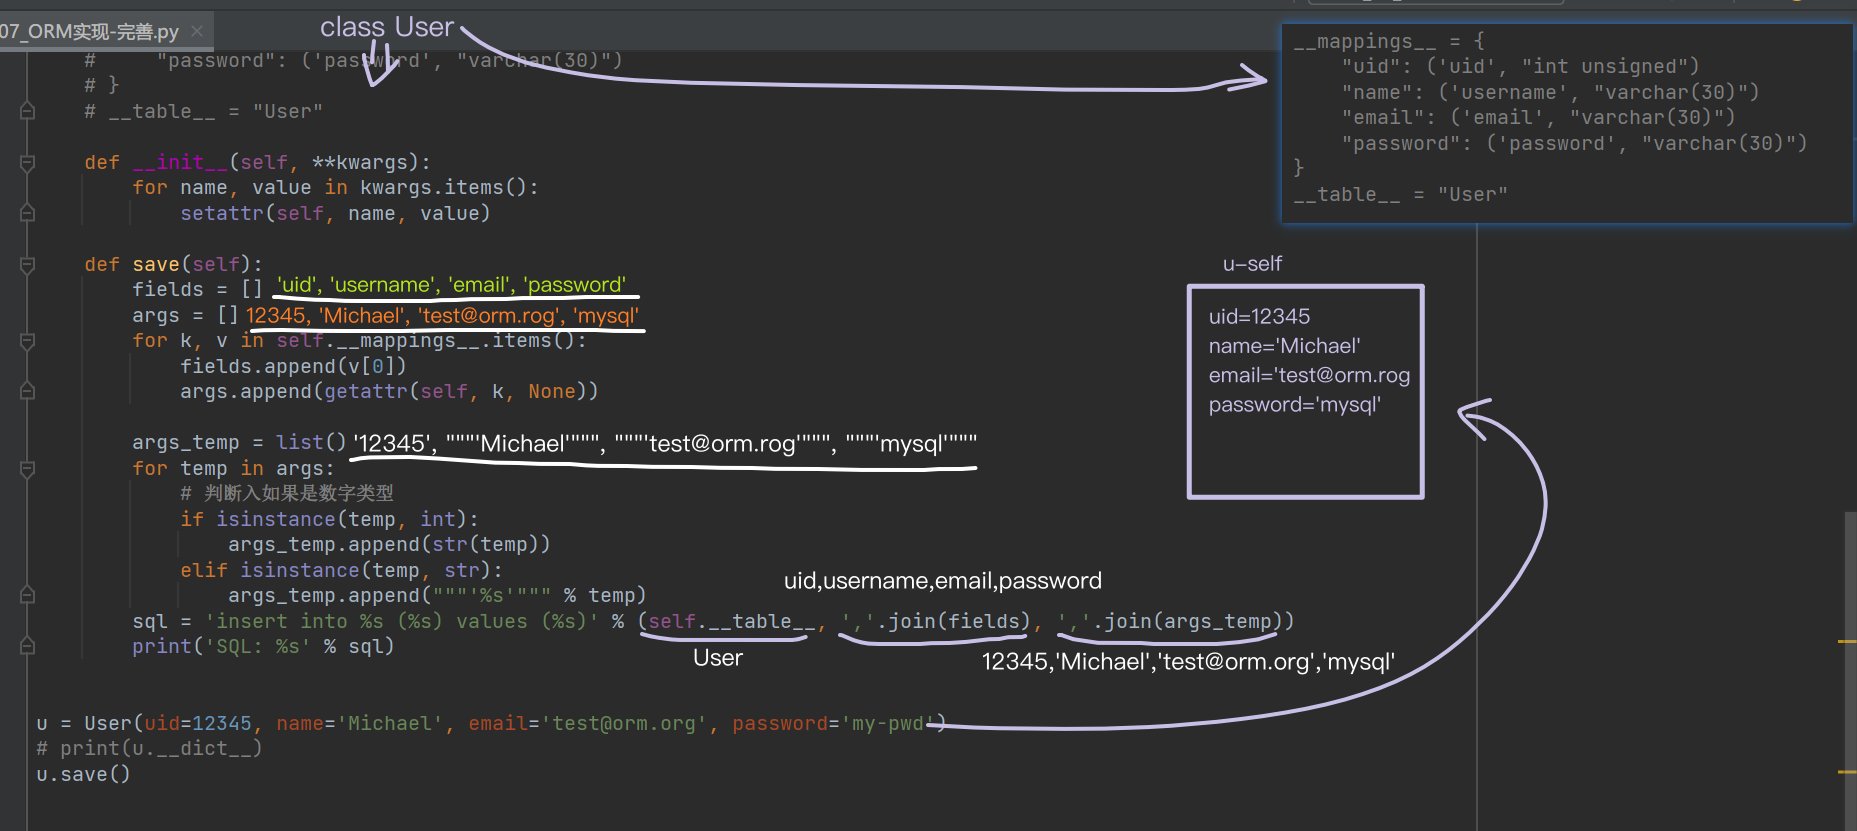 07_ORM实现-完善.py
class User
#     "password": ('password', "varchar(30)")
# }
# __table__ = "User"
def __init__(self, **kwargs):
for name, value in kwargs.items():
setattr(self, name, value)
def save(self):
fields = [] 'uid', 'username', 'email', 'password'
args = [] 12345, 'Michael', 'test@orm.rog', 'mysql'
for k, v in self.__mappings__.items():
fields.append(v[0])
args.append(getattr(self, k, None))
args_temp = list() '12345', """'Michael'""", """'test@orm.rog'""", """'mysql'"""
for temp in args:
# 判断入如果是数字类型
if isinstance(temp, int):
args_temp.append(str(temp))
elif isinstance(temp, str):
args_temp.append("""'%s'""" % temp)
uid,username,email,password
sql = 'insert into %s (%s) values (%s)' % (self.__table__, ','.join(fields), ','.join(args_temp))
print('SQL: %s' % sql)
User
12345,'Michael','test@orm.org','mysql'
u = User(uid=12345, name='Michael', email='test@orm.org', password='my-pwd')
# print(u.__dict__)
u.save()
__mappings__ = {
"uid": ('uid', "int unsigned")
"name": ('username', "varchar(30)")
"email": ('email', "varchar(30)")
"password": ('password', "varchar(30)")
}
__table__ = "User"
u-self
uid=12345
name='Michael'
email='test@orm.rog
password='mysql'